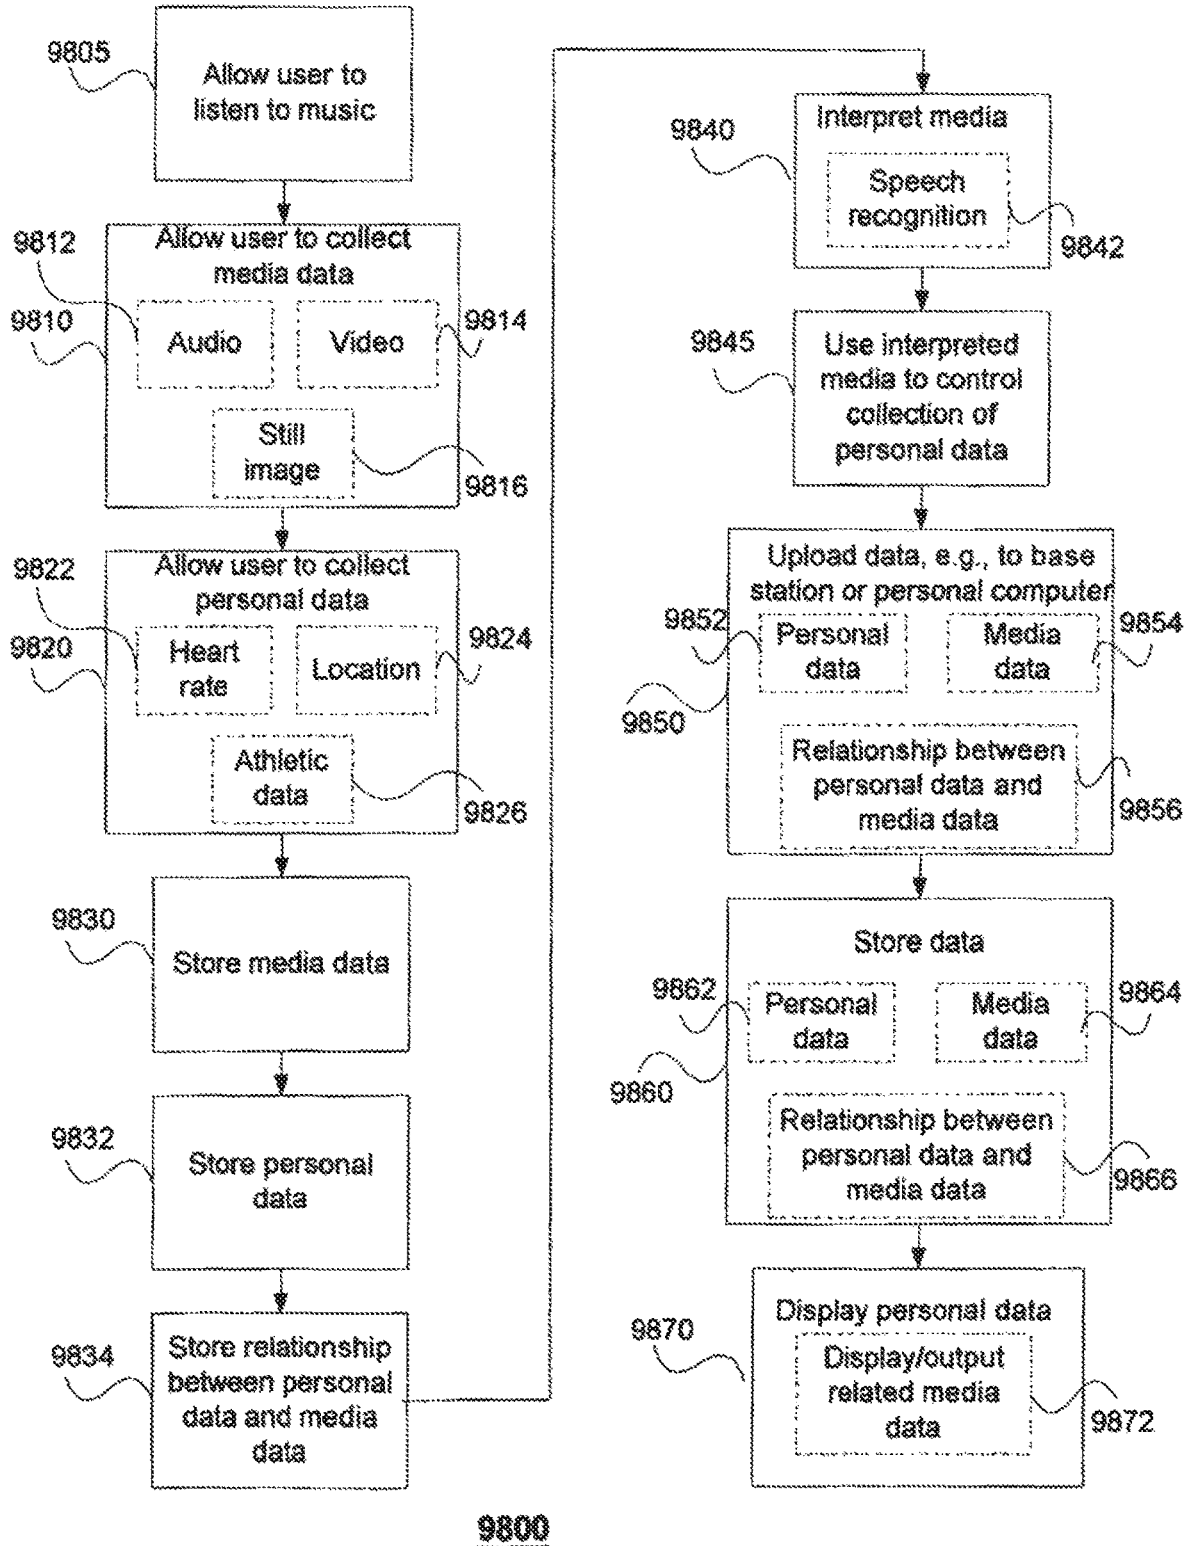 9805
Allow user to
listen to music
9812
9810
Allow user to collect
media data
Audio
Video
9814
Still
image
9816
9822
9820
Allow user to collect
personal data
Heart
rate
Location
9824
Athletic
data
9826
9830
Store media data
9832
Store personal
data
9834
Store relationship
between personal
data and media
data
9840
Interpret media
Speech
recognition
9842
9845
Use interpreted
media to control
collection of
personal data
Upload data, e.g., to base
station or personal computer
9852
Personal
data
Media
data
9854
9850
Relationship between
personal data and
media data
9856
Store data
9862
Personal
data
Media
data
9864
9860
Relationship between
personal data and
media data
9866
9870
Display personal data
Display/output
related media
data
9872
9800